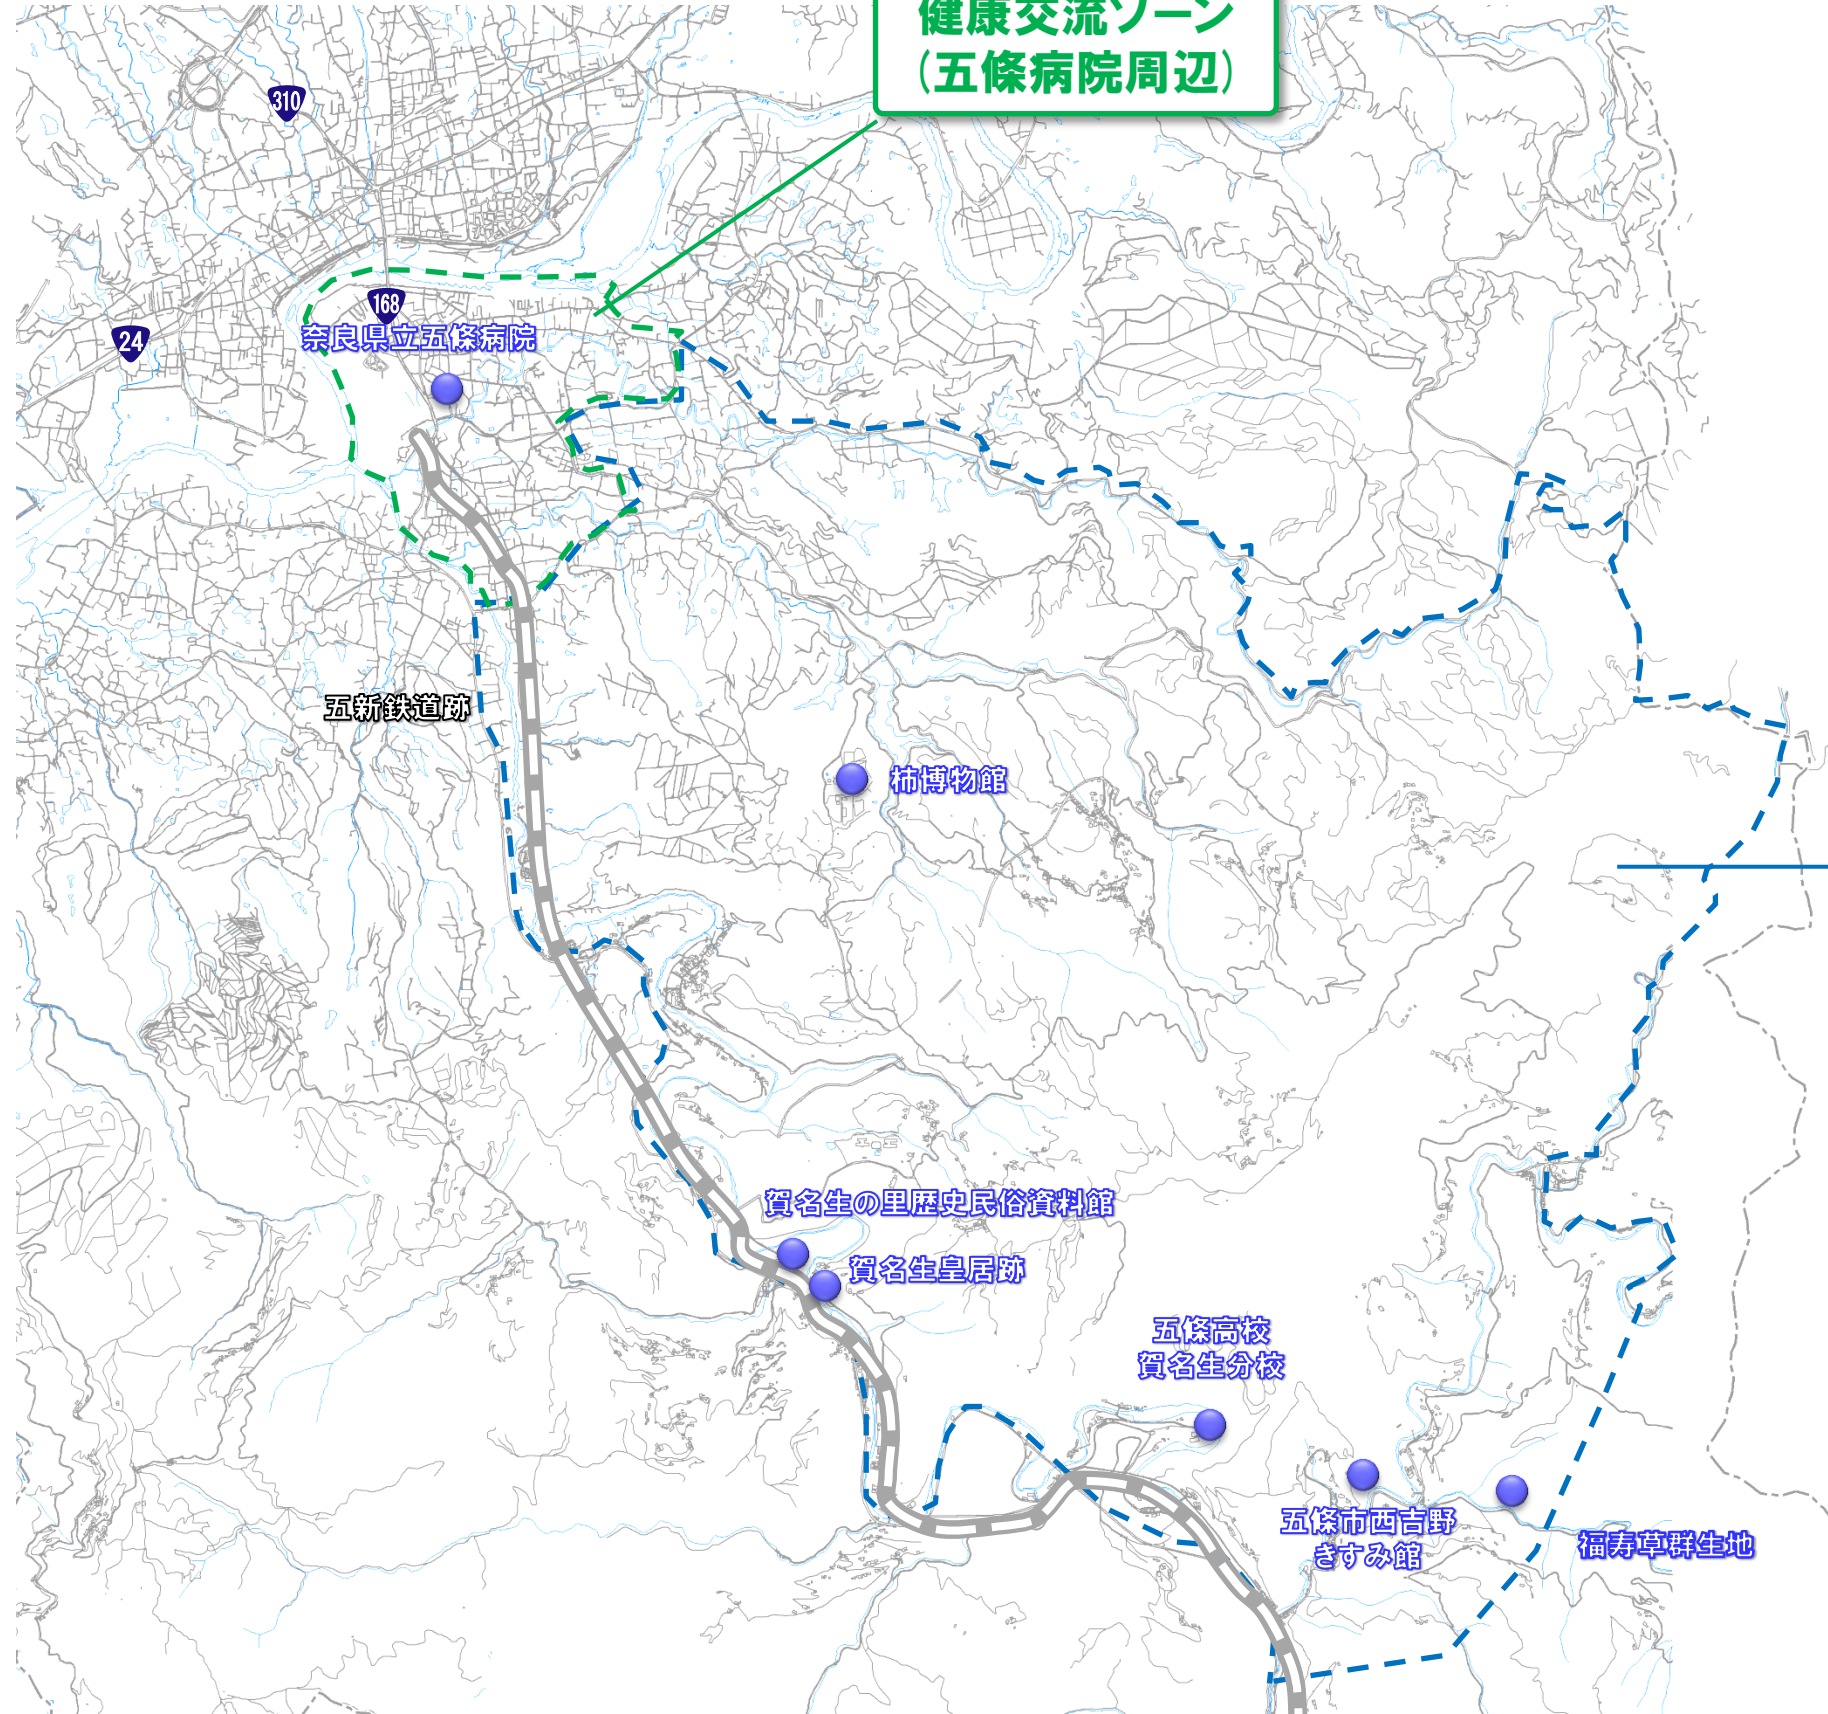 健康交流ゾーン
(五條病院周辺)
310
168
24
奈良県立五條病院
五新鉄道跡
柿博物館
賀名生の里歴史民俗資料館
賀名生皇居跡
五條高校
賀名生分校
五條市西吉野
きすみ館
福寿草群生地